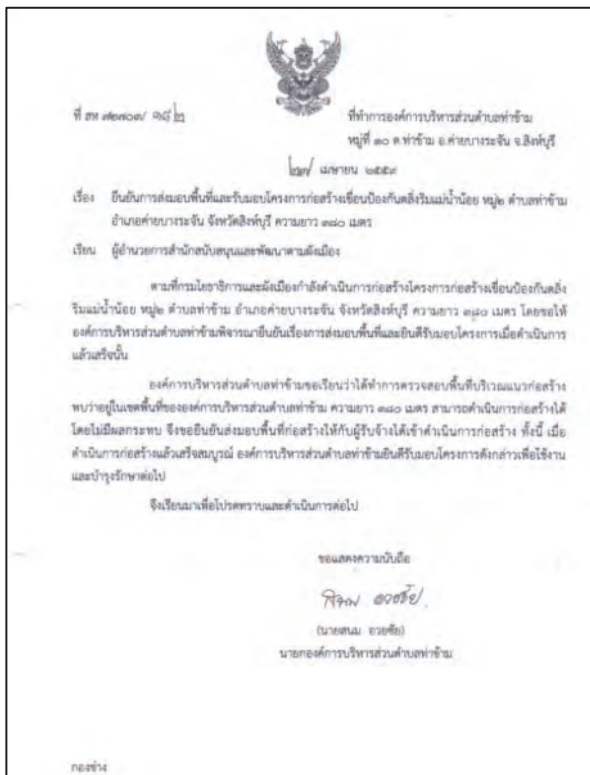 ที่ สห ๗๒๗๐๗/ ๑๘๒
ที่ทำการองค์การบริหารส่วนตำบลท่าข้าม
หมู่ที่ ๑๐ ต.ท่าข้าม อ.ค่ายบางระจัน จ.สิงห์บุรี
๒๗ เมษายน ๒๕๕๙
เรื่อง ยืนยันการส่งมอบพื้นที่และรับมอบโครงการก่อสร้างเขื่อนป้องกันตลิ่งริมแม่น้ำน้อย หมู่๒ ตำบลท่าข้าม
อำเภอค่ายบางระจัน จังหวัดสิงห์บุรี ความยาว ๓๘๐ เมตร
เรียน ผู้อำนวยการสำนักสนับสนุนและพัฒนาตามผังเมือง
ตามที่กรมโยธาธิการและผังเมืองกำลังดำเนินการก่อสร้างโครงการก่อสร้างเขื่อนป้องกันตลิ่ง
ริมแม่น้ำน้อย หมู่๒ ตำบลท่าข้าม อำเภอค่ายบางระจัน จังหวัดสิงห์บุรี ความยาว ๓๘๐ เมตร โดยขอให้
องค์การบริหารส่วนตำบลท่าข้ามพิจารณายืนยันเรื่องการส่งมอบพื้นที่และยินดีรับมอบโครงการเมื่อดำเนินการ
แล้วเสร็จนั้น
องค์การบริหารส่วนตำบลท่าข้ามขอเรียนว่าได้ทำการตรวจสอบพื้นที่บริเวณแนวก่อสร้าง
พบว่าอยู่ในเขตพื้นที่ขององค์การบริหารส่วนตำบลท่าข้าม ความยาว ๓๘๐ เมตร สามารถดำเนินการก่อสร้างได้
โดยไม่มีผลกระทบ จึงขอยืนยันส่งมอบพื้นที่ก่อสร้างให้กับผู้รับจ้างได้เข้าดำเนินการก่อสร้าง ทั้งนี้ เมื่อ
ดำเนินการก่อสร้างแล้วเสร็จสมบูรณ์ องค์การบริหารส่วนตำบลท่าข้ามยินดีรับมอบโครงการดังกล่าวเพื่อใช้งาน
และบำรุงรักษาต่อไป
จึงเรียนมาเพื่อโปรดทราบและดำเนินการต่อไป
ขอแสดงความนับถือ
(นายสนม อวยชัย)
นายกองค์การบริหารส่วนตำบลท่าข้าม
กองช่าง